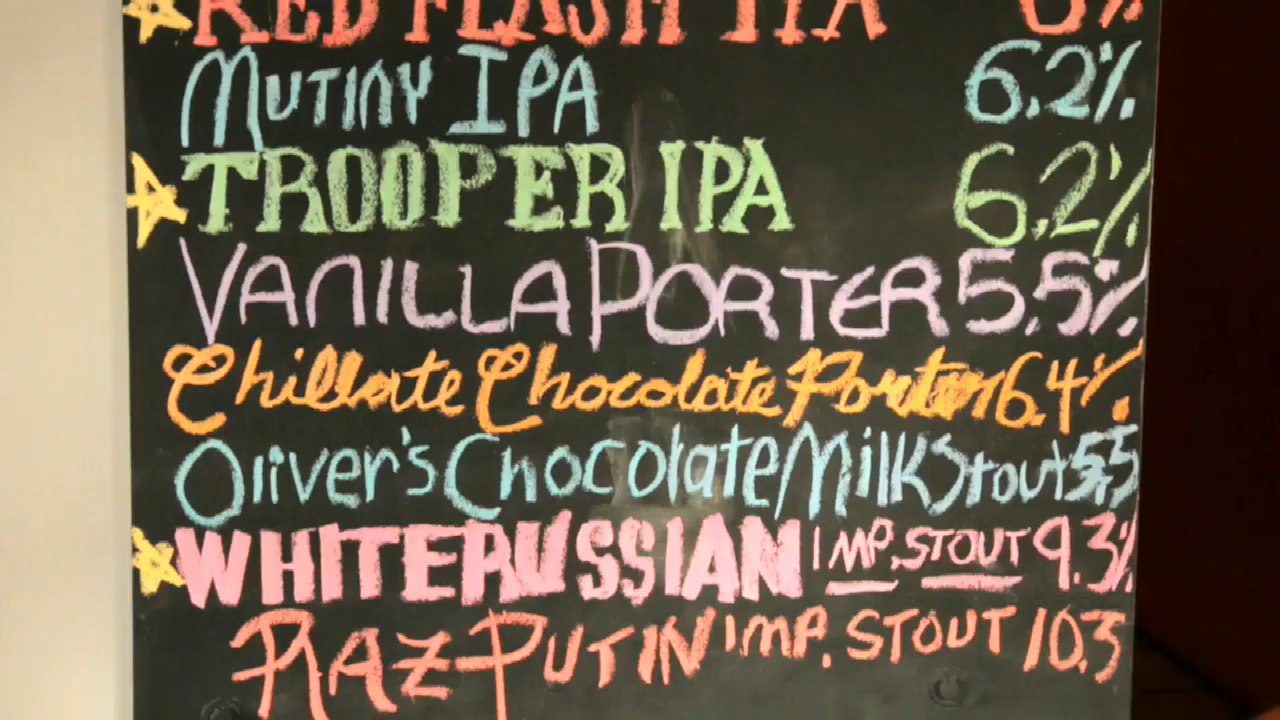 RED FLASH IPA 6%
MUTINY IPA 6.2%
TROOPER IPA 6.2%
VANILLA PORTER 5.5%
Chillate Chocolate Porter 6.4%
Oliver's Chocolate Milk Stout 5.5
WHITE RUSSIAN IMP. STOUT 9.3%
RAZ-PUTIN IMP. STOUT 10.3